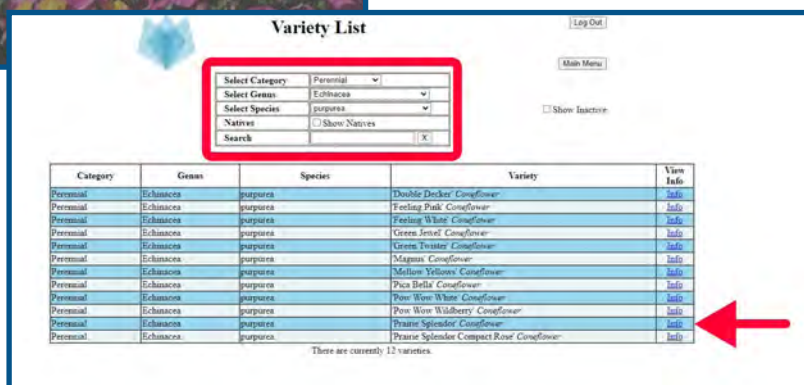 Variety List
Log Out
Main Menu
Select Category Perennial
Select Genus Echinacea
Select Species purpurea
Show Inactive
Natives Show Natives
Search X
Category Genus Species Variety View Info
Perennial Echinacea purpurea 'Double Decker' Coneflower Info
Perennial Echinacea purpurea 'Feeling Pink' Coneflower Info
Perennial Echinacea purpurea 'Feeling White' Coneflower Info
Perennial Echinacea purpurea 'Green Jewel' Coneflower Info
Perennial Echinacea purpurea 'Green Twister' Coneflower Info
Perennial Echinacea purpurea 'Magnus' Coneflower Info
Perennial Echinacea purpurea 'Mellow Yellows' Coneflower Info
Perennial Echinacea purpurea 'Pica Bella' Coneflower Info
Perennial Echinacea purpurea 'Pow Wow White' Coneflower Info
Perennial Echinacea purpurea 'Pow Wow Wildberry' Coneflower Info
Perennial Echinacea purpurea 'Prairie Splendor' Coneflower Info
Perennial Echinacea purpurea 'Prairie Splendor Compact Rose' Coneflower Info
There are currently 12 varieties.